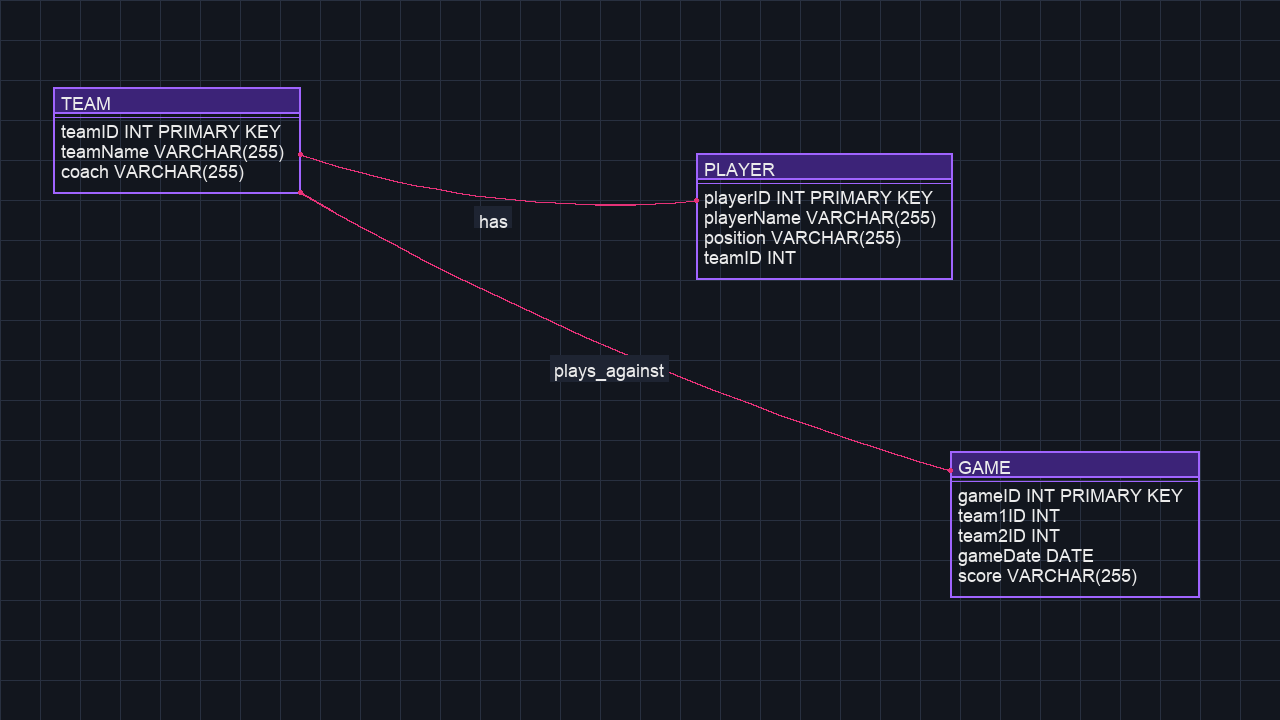 TEAM
teamID INT PRIMARY KEY
teamName VARCHAR(255)
coach VARCHAR(255)
has
PLAYER
playerID INT PRIMARY KEY
playerName VARCHAR(255)
position VARCHAR(255)
teamID INT
plays_against
GAME
gameID INT PRIMARY KEY
team1ID INT
team2ID INT
gameDate DATE
score VARCHAR(255)